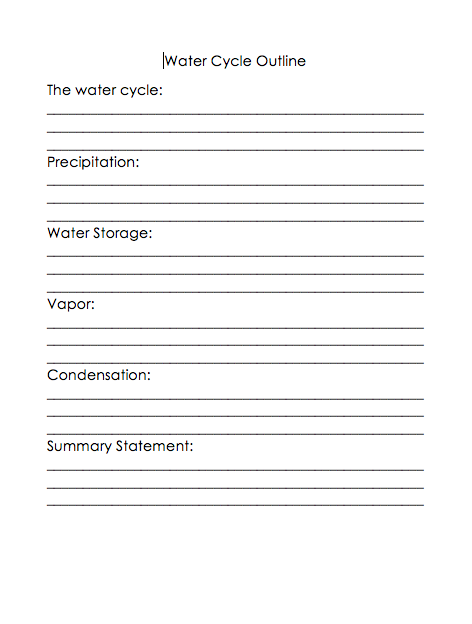 Water Cycle Outline
The water cycle:
Precipitation:
Water Storage:
Vapor:
Condensation:
Summary Statement: